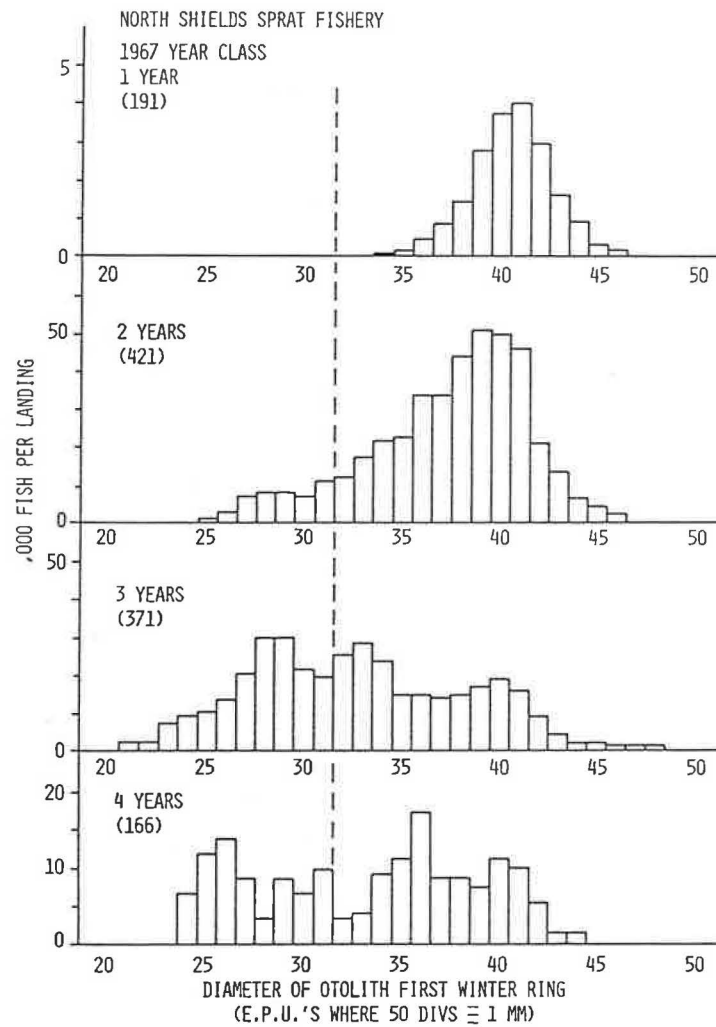 NORTH SHIELDS SPRAT FISHERY
1967 YEAR CLASS
1 YEAR
(191)
5
0
20 25 30 35 40 45 50
2 YEARS
(421)
50
0
20 25 30 35 40 45 50
3 YEARS
(371)
50
0
20 25 30 35 40 45 50
4 YEARS
(166)
20
10
0
20 25 30 35 40 45 50
,000 FISH PER LANDING
DIAMETER OF OTOLITH FIRST WINTER RING
(E.P.U.'S WHERE 50 DIVS ≡ 1 MM)